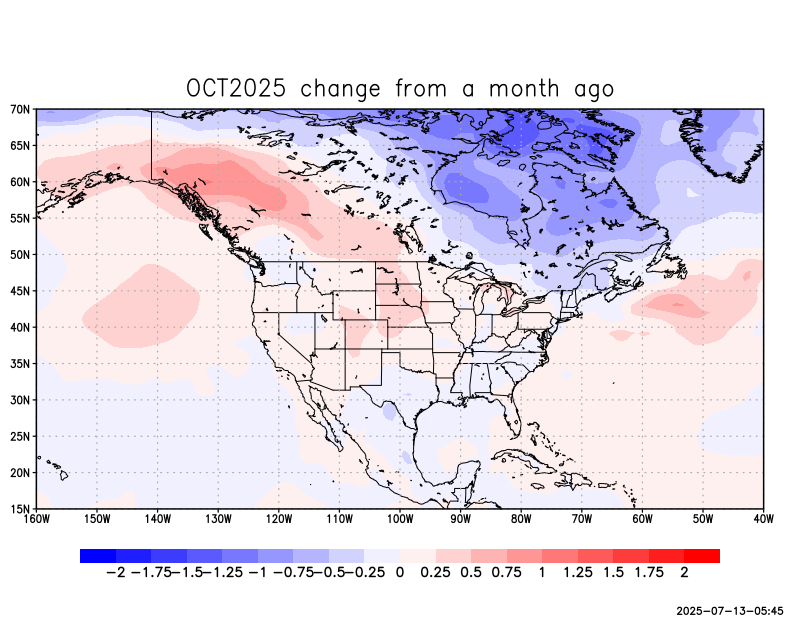 OCT2025 change from a month ago
70N
65N
60N
55N
50N
45N
40N
35N
30N
25N
20N
15N
160W 150W 140W 130W 120W 110W 100W 90W 80W 70W 60W 50W 40W
−2 −1.75 −1.5 −1.25 −1 −0.75 −0.5 −0.25 0 0.25 0.5 0.75 1 1.25 1.5 1.75 2
2025-07-13-05:45